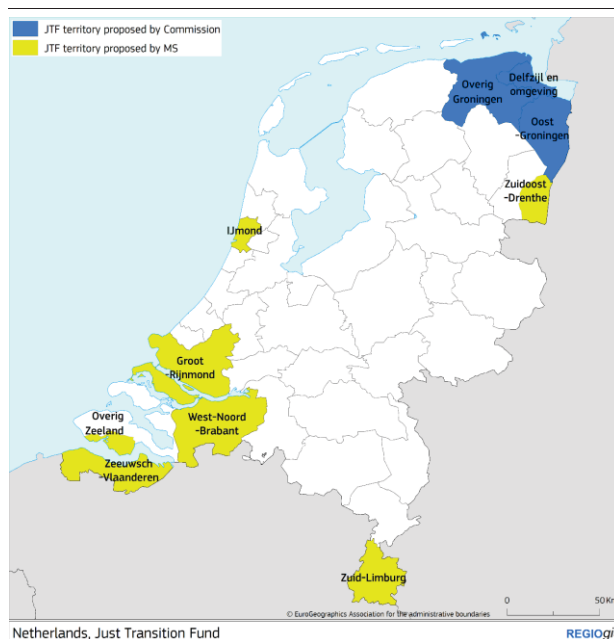 JTF territory proposed by Commission
JTF territory proposed by MS
Overig
Groningen
Delfzijl en
omgeving
Oost
-Groningen
Zuidoost
-Drenthe
IJmond
Groot
-Rijnmond
Overig
Zeeland
West-Noord
-Brabant
Zeeuwsch
-Vlaanderen
Zuid-Limburg
0 50 Km
© EuroGeographics Association for the administrative boundaries
Netherlands, Just Transition Fund
REGIOgi